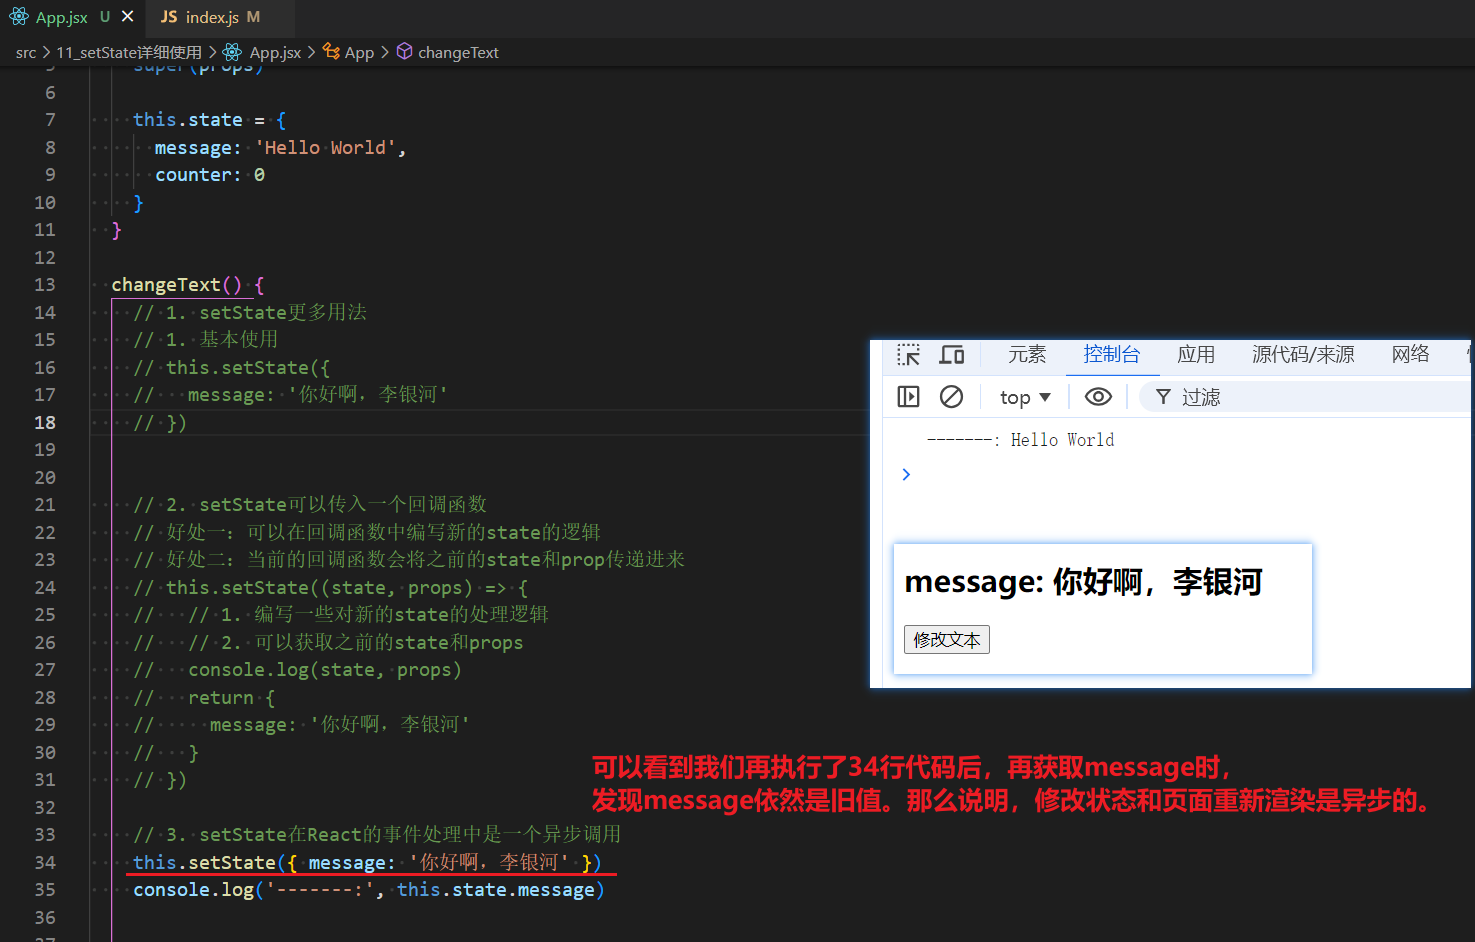 App.jsx U
JS index.js M
src > 11_setState详细使用 > App.jsx > App > changeText
5 super(props)
6
7 this.state = {
8 message: 'Hello World',
9 counter: 0
10 }
11 }
12
13 changeText() {
14 // 1. setState更多用法
15 // 1. 基本使用
16 // this.setState({
17 // message: '你好啊, 李银河'
18 // })
19
20
21 // 2. setState可以传入一个回调函数
22 // 好处一: 可以在回调函数中编写新的state的逻辑
23 // 好处二: 当前的回调函数会将之前的state和prop传递进来
24 // this.setState((state, props) => {
25 // // 1. 编写一些对新的state的处理逻辑
26 // // 2. 可以获取之前的state和props
27 // console.log(state, props)
28 // return {
29 // message: '你好啊, 李银河'
30 // }
31 // })
32
33 // 3. setState在React的事件处理中是一个异步调用
34 this.setState({ message: '你好啊, 李银河' })
35 console.log('-------:', this.state.message)
36
37
元素 控制台 应用 源代码/来源 网络
top 过滤
-------: Hello World
message: 你好啊，李银河
修改文本
可以看到我们再执行了34行代码后，再获取message时，
发现message依然是旧值。那么说明，修改状态和页面重新渲染是异步的。